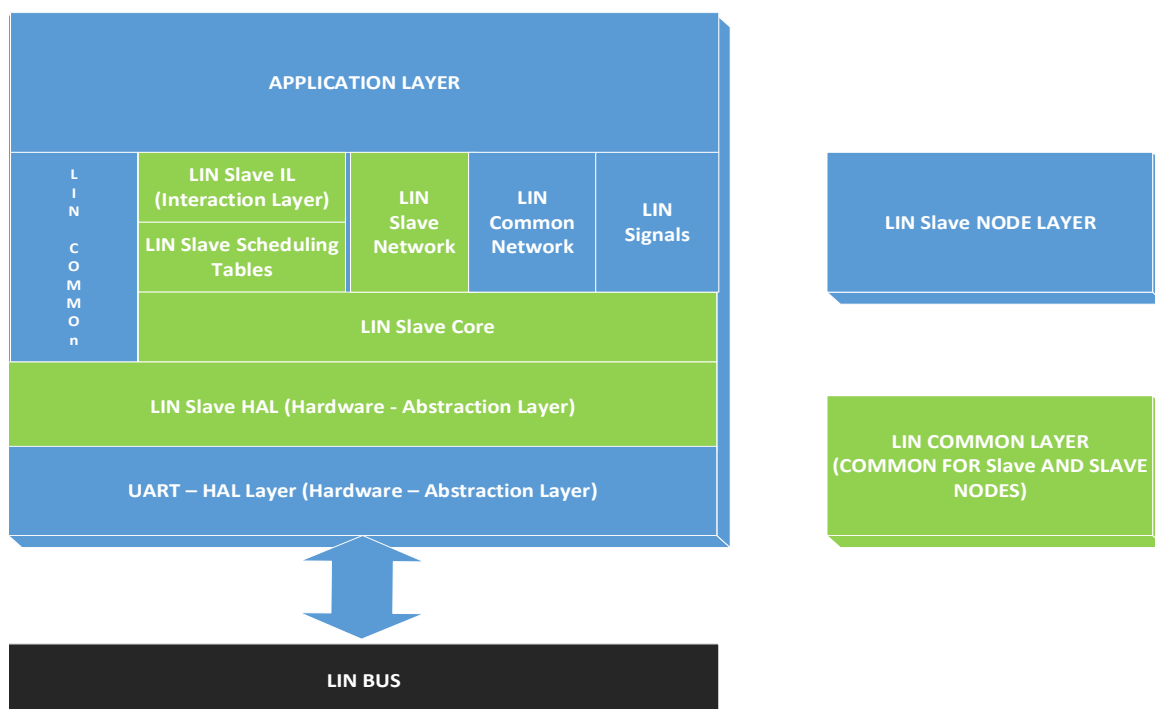 APPLICATION LAYER
L
I
N
C
O
M
M
O
n
LIN Slave IL
(Interaction Layer)
LIN Slave Scheduling
Tables
LIN
Slave
Network
LIN
Common
Network
LIN
Signals
LIN Slave Core
LIN Slave HAL (Hardware - Abstraction Layer)
UART – HAL Layer (Hardware – Abstraction Layer)
LIN BUS
LIN Slave NODE LAYER
LIN COMMON LAYER
(COMMON FOR Slave AND SLAVE
NODES)